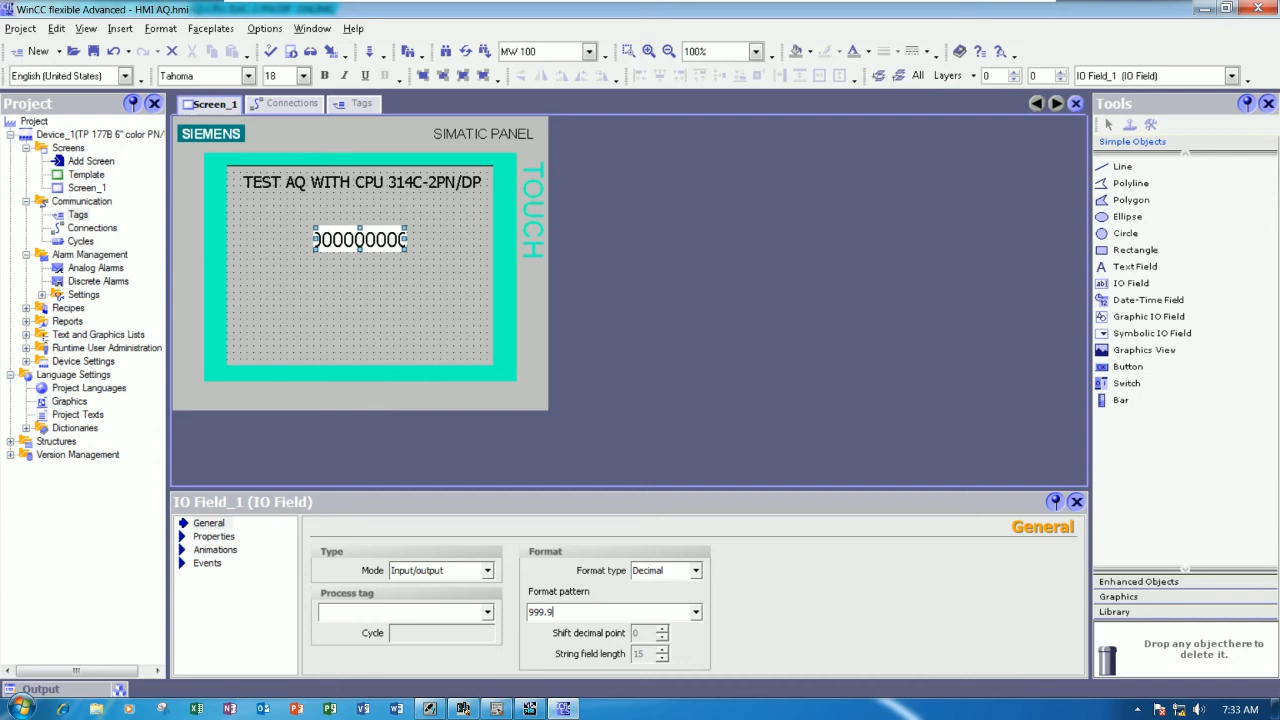 WinCC flexible Advanced - HMI AQ.hmi
Project Edit View Insert Format Faceplates Options Window Help
New MW 100 100%
English (United States) Tahoma 18 B I U All Layers 0 0 IO Field_1 (IO Field)
Project
Project
Device_1(TP 177B 6" color PN/
Screens
Add Screen
Template
Screen_1
Communication
Tags
Connections
Cycles
Alarm Management
Analog Alarms
Discrete Alarms
Settings
Recipes
Reports
Text and Graphics Lists
Runtime User Administration
Device Settings
Language Settings
Project Languages
Graphics
Project Texts
Dictionaries
Structures
Version Management
Output
Screen_1 Connections Tags
SIEMENS SIMATIC PANEL
TOUCH
TEST AQ WITH CPU 314C-2PN/DP
000000000
IO Field_1 (IO Field)
General
Properties
Animations
Events
General
Type
Mode Input/output
Process tag
Cycle
Format
Format type Decimal
Format pattern
999.9
Shift decimal point 0
String field length 15
Tools
Simple Objects
Line
Polyline
Polygon
Ellipse
Circle
Rectangle
Text Field
IO Field
Date-Time Field
Graphic IO Field
Symbolic IO Field
Graphics View
Button
Switch
Bar
Enhanced Objects
Graphics
Library
Drop any object here to
delete it.
7:33 AM